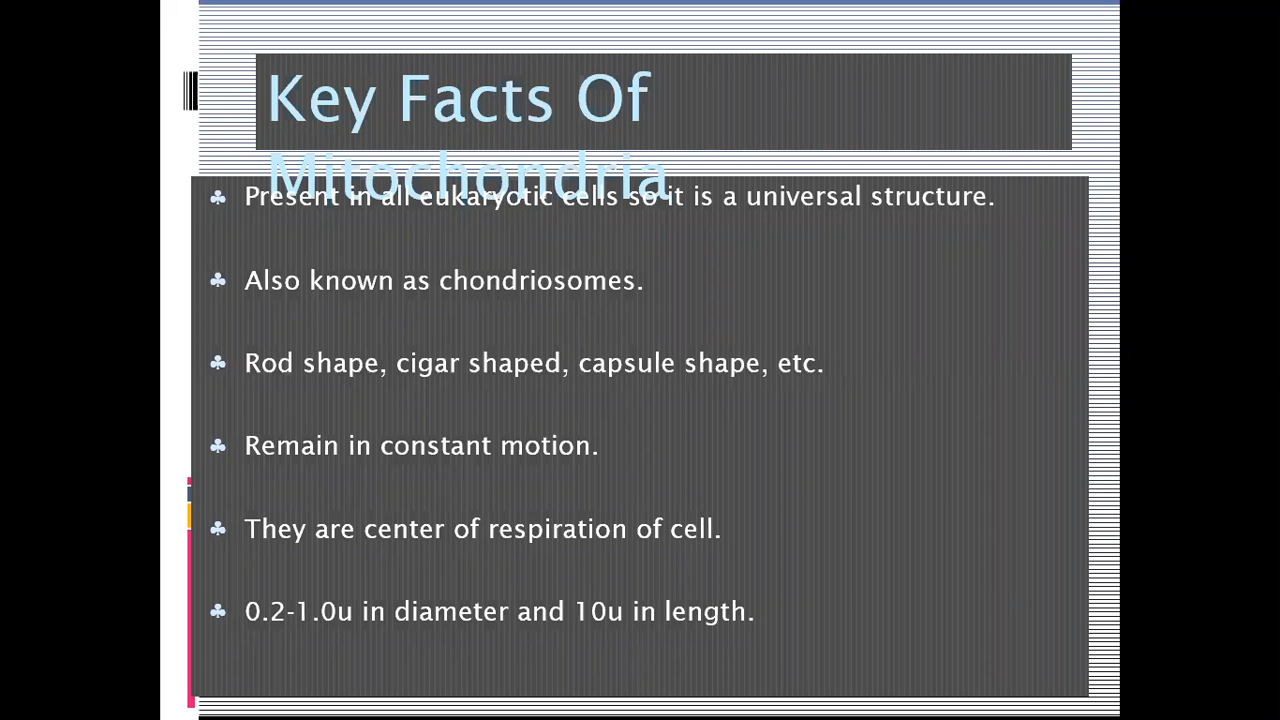 Key Facts Of
Mitochondria
♣ Present in all eukaryotic cells so it is a universal structure.
♣ Also known as chondriosomes.
♣ Rod shape, cigar shaped, capsule shape, etc.
♣ Remain in constant motion.
♣ They are center of respiration of cell.
♣ 0.2-1.0u in diameter and 10u in length.